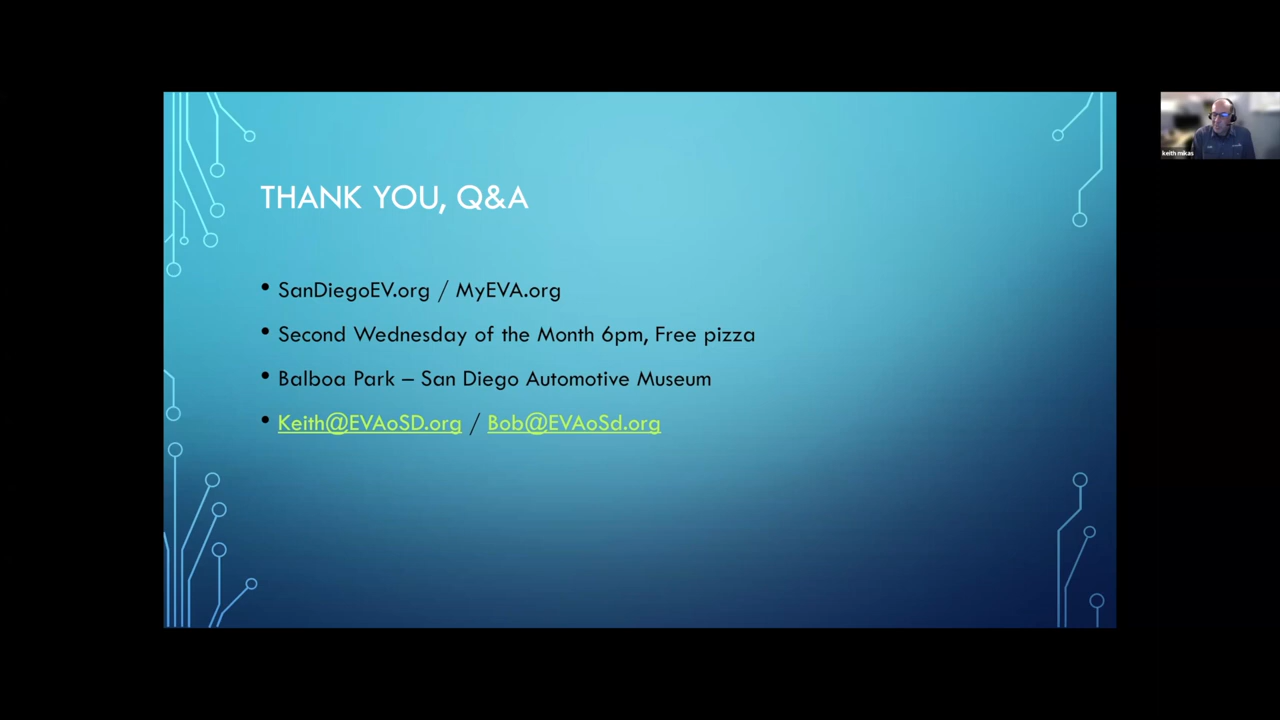 THANK YOU, Q&A
• SanDiegoEV.org / MyEVA.org
• Second Wednesday of the Month 6pm, Free pizza
• Balboa Park – San Diego Automotive Museum
• Keith@EVAoSD.org / Bob@EVAoSd.org
keith mikas